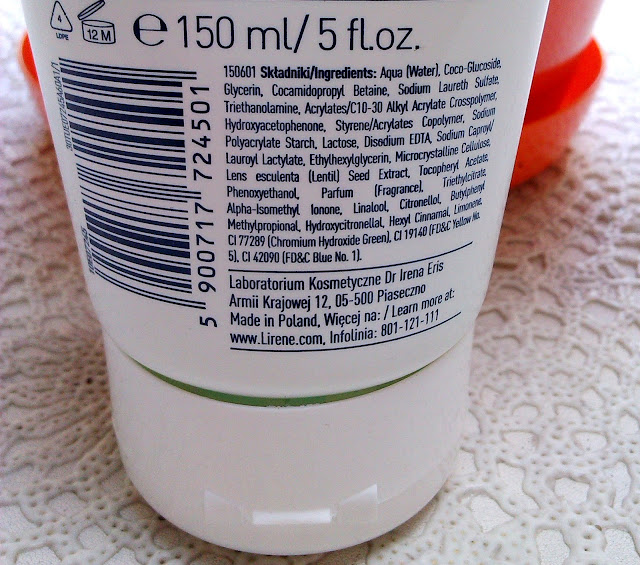 4
LDPE
12 M
e 150 ml/ 5 fl.oz.
150601 Składniki/Ingredients: Aqua (Water), Coco-Glucoside,
Glycerin, Cocamidopropyl Betaine, Sodium Laureth Sulfate,
Triethanolamine, Acrylates/C10-30 Alkyl Acrylate Crosspolymer,
Hydroxyacetophenone, Styrene/Acrylates Copolymer, Sodium
Polyacrylate Starch, Lactose, Disodium EDTA, Sodium Caproyl/
Lauroyl Lactylate, Ethylhexylglycerin, Microcrystalline Cellulose,
Lens esculenta (Lentil) Seed Extract, Tocopheryl Acetate,
Phenoxyethanol, Parfum (Fragrance), Triethylcitrate,
Alpha-Isomethyl Ionone, Linalool, Citronellol, Butylphenyl
Methylpropional, Hydroxycitronellal, Hexyl Cinnamal, Limonene,
CI 77289 (Chromium Hydroxide Green), CI 19140 (FD&C Yellow No.
5), CI 42090 (FD&C Blue No. 1).
Laboratorium Kosmetyczne Dr Irena Eris
Armii Krajowej 12, 05-500 Piaseczno
Made in Poland, Więcej na: / Learn more at:
www.Lirene.com, Infolinia: 801-121-111
5 900717 724501